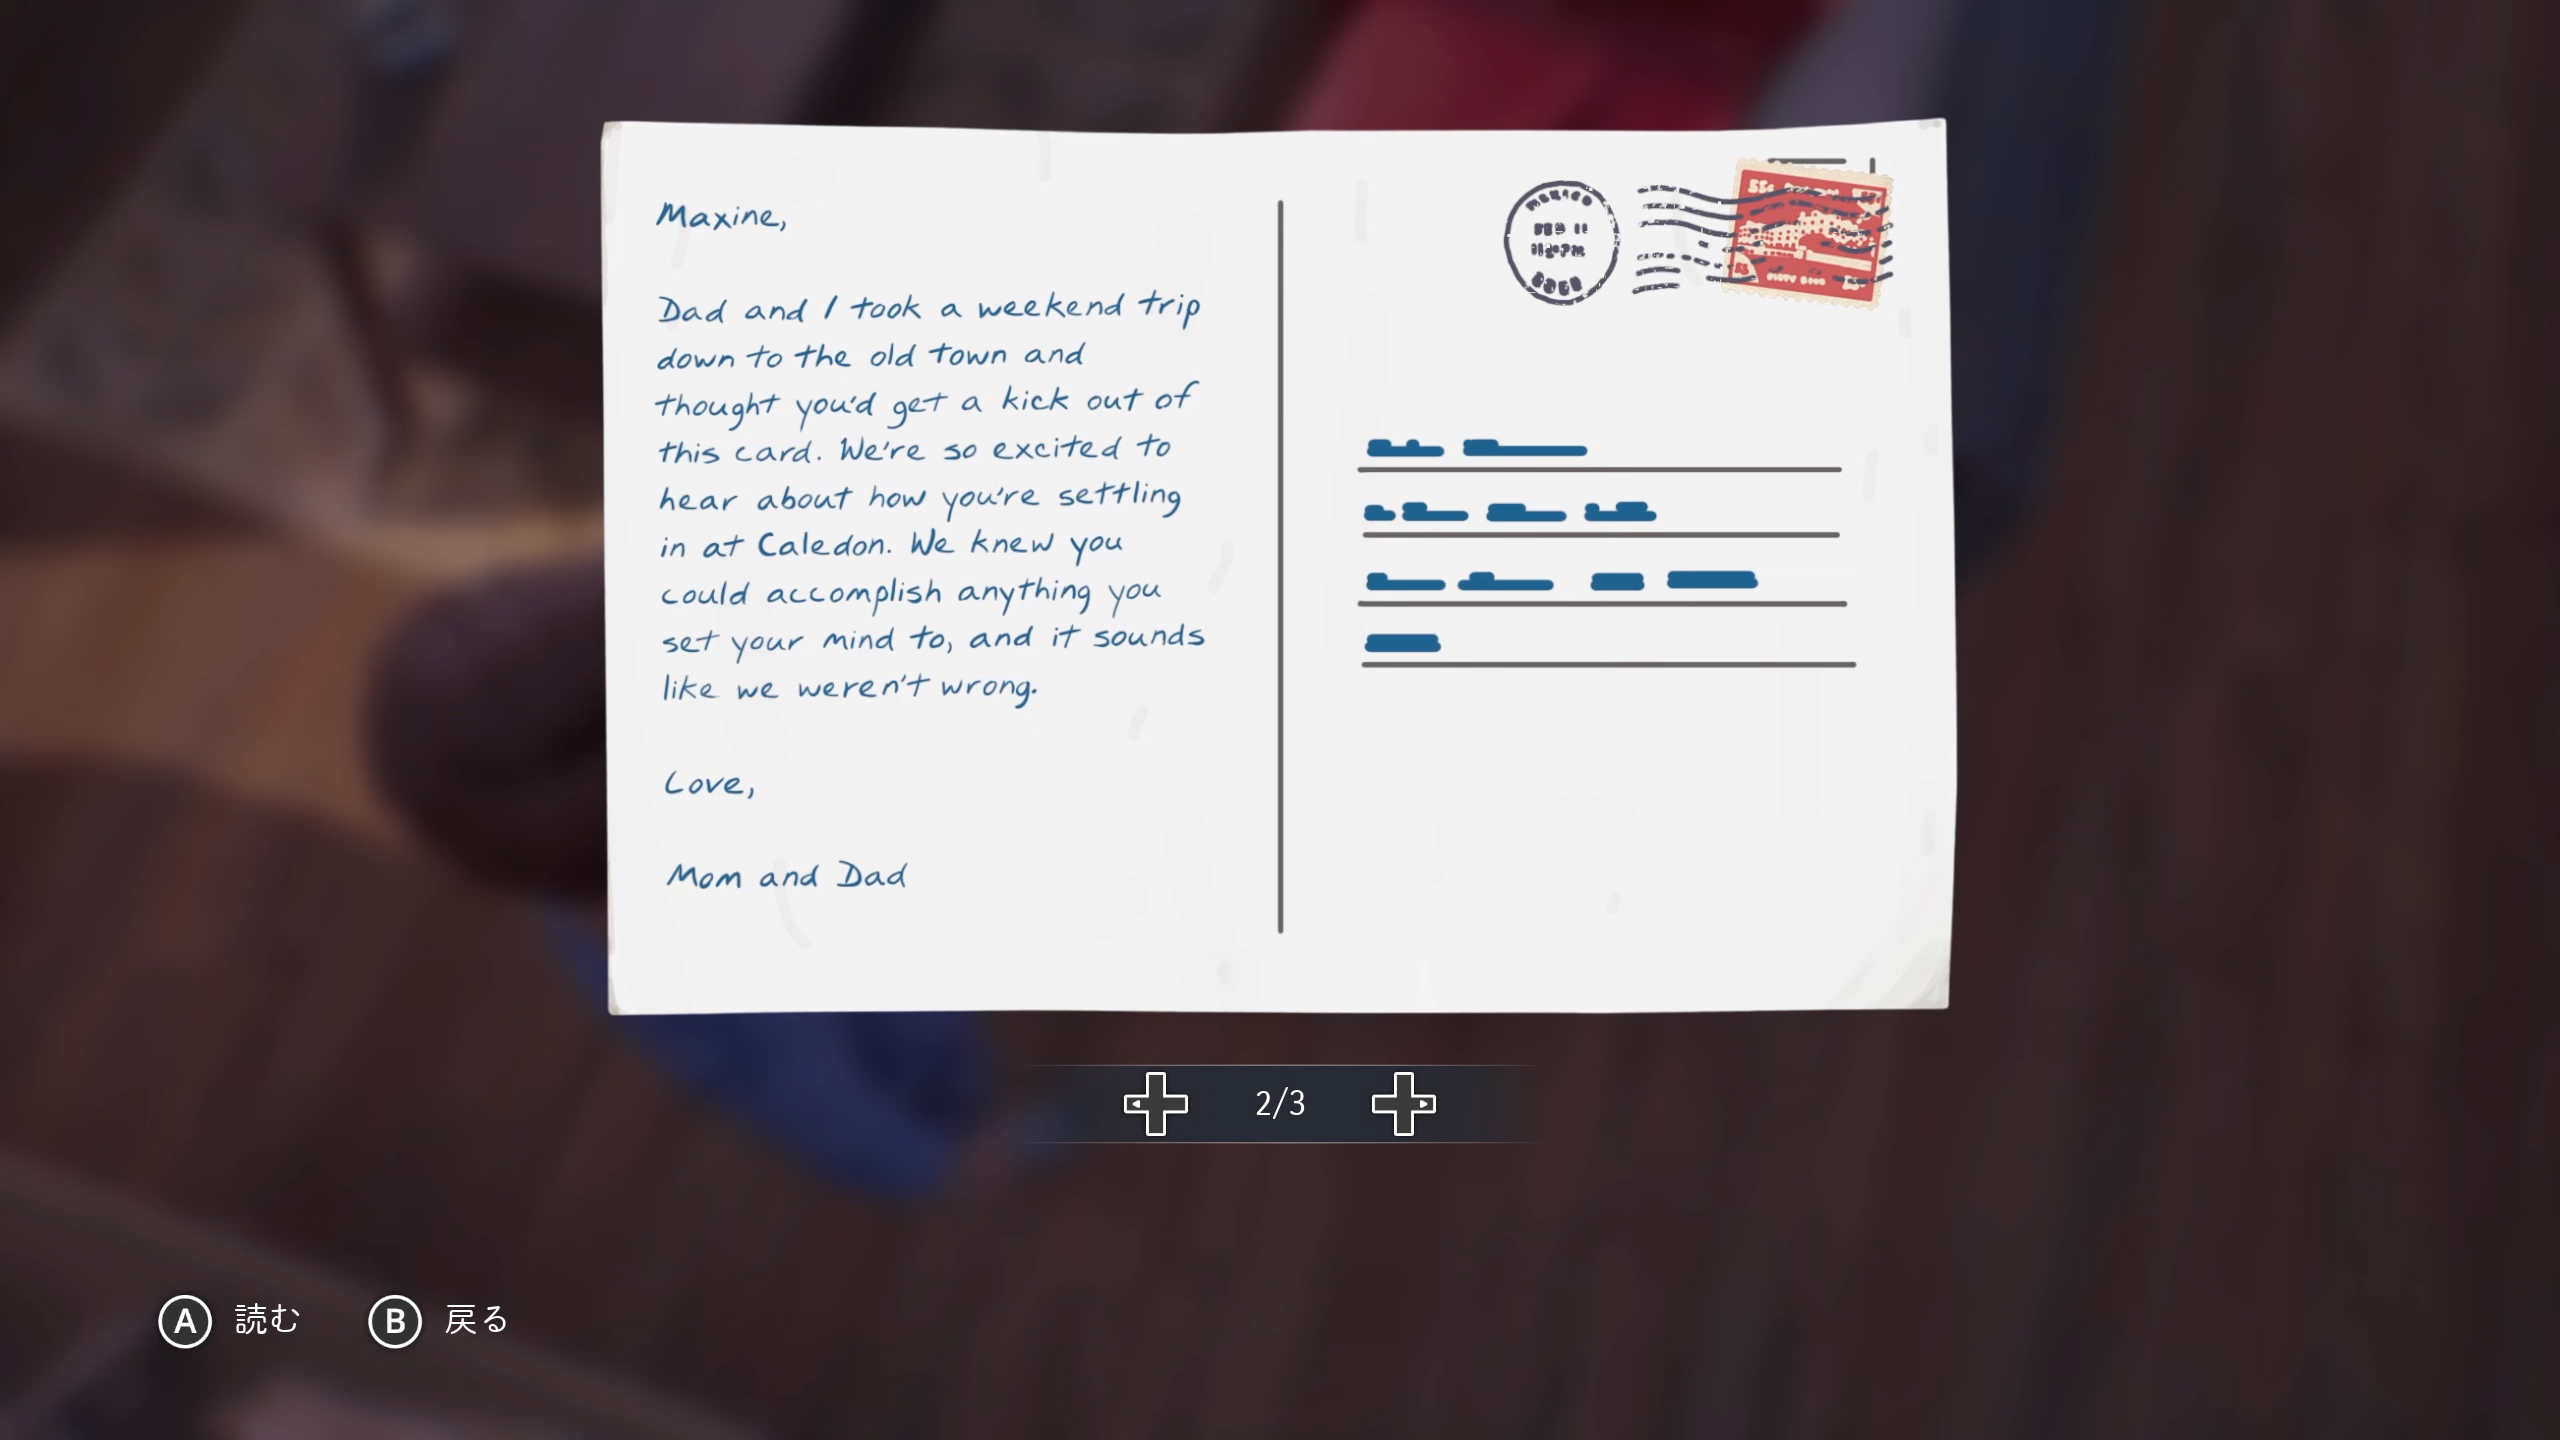 Maxine,
Dad and I took a weekend trip
down to the old town and
thought you'd get a kick out of
this card. We're so excited to
hear about how you're settling
in at Caledon. We knew you
could accomplish anything you
set your mind to, and it sounds
like we weren't wrong.
Love,
Mom and Dad
55¢
2/3
A 読む B 戻る